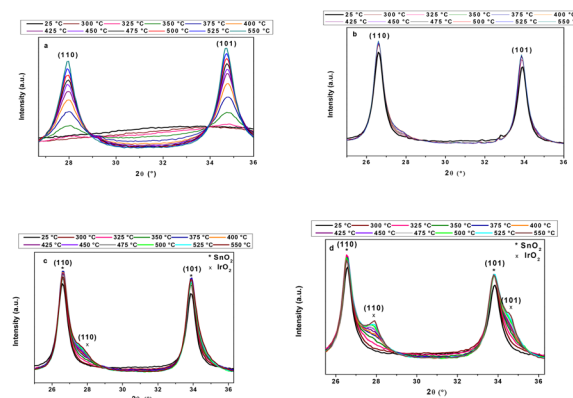 25 °C 300 °C 325 °C 350 °C 375 °C 400 °C
425 °C 450 °C 475 °C 500 °C 525 °C 550 °C
a
(110)
(101)
Intensity (a.u.)
28 30 32 34 36
2θ (°)
25 °C 300 °C 325 °C 350 °C 375 °C 400 °C
425 °C 450 °C 475 °C 500 °C 525 °C 550 °C
b
(110)
(101)
Intensity (a.u.)
26 28 30 32 34 36
2θ (°)
25 °C 300 °C 325 °C 350 °C 375 °C 400 °C
425 °C 450 °C 475 °C 500 °C 525 °C 550 °C
c
* SnO2
x IrO2
(110)
*
(101)
*
(110)
x
Intensity (a.u.)
26 28 30 32 34 36
2θ (°)
25 °C 300 °C 325 °C 350 °C 375 °C 400 °C
425 °C 450 °C 475 °C 500 °C 525 °C 550 °C
d
* SnO2
x IrO2
(110)
*
(101)
*
(110)
x
(101)
x
Intensity (a.u.)
26 28 30 32 34 36
2θ (°)